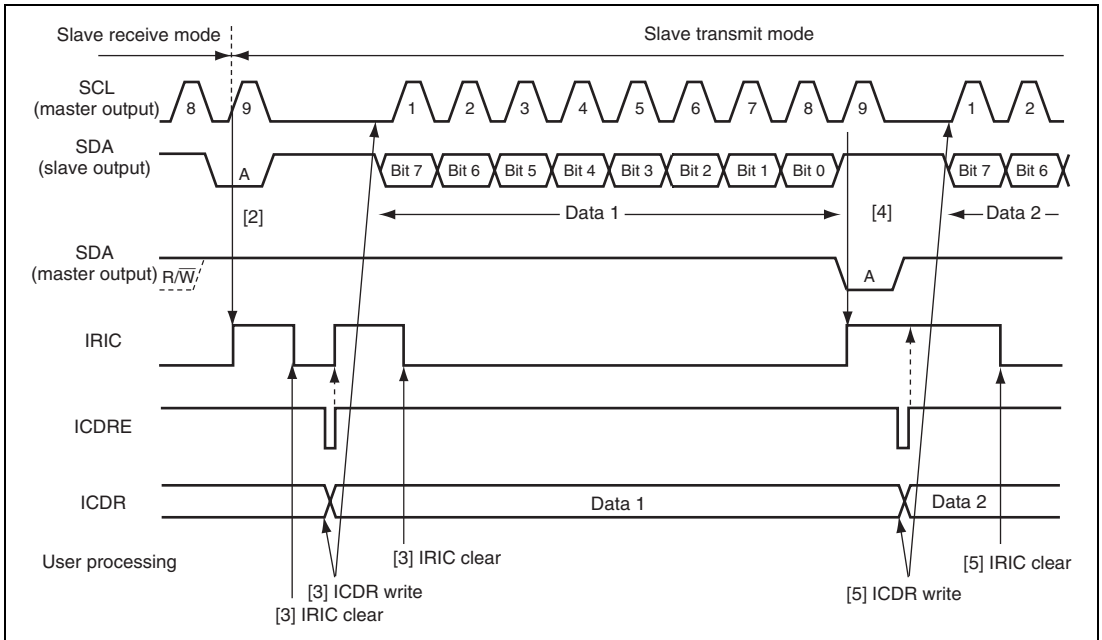 Slave receive mode
Slave transmit mode
SCL
(master output)
8 9 1 2 3 4 5 6 7 8 9 1 2
SDA
(slave output)
A Bit 7 Bit 6 Bit 5 Bit 4 Bit 3 Bit 2 Bit 1 Bit 0 Bit 7 Bit 6
[2] Data 1 [4] Data 2
SDA
(master output)
R/W̅ A
IRIC
ICDRE
ICDR Data 1 Data 2
User processing
[3] IRIC clear
[5] IRIC clear
[3] ICDR write
[5] ICDR write
[3] IRIC clear